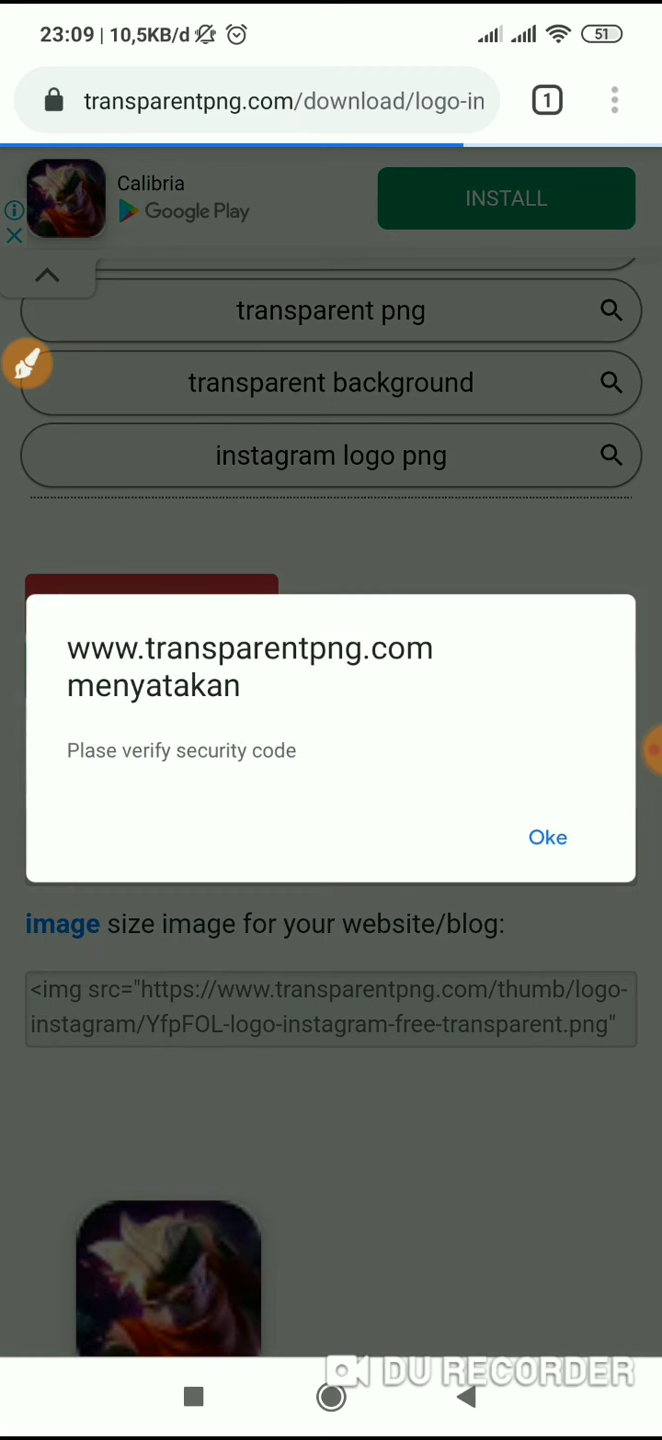 23:09 | 10,5KB/d
51
transparentpng.com/download/logo-in
1
Calibria
Google Play
INSTALL
transparent png
transparent background
instagram logo png
www.transparentpng.com
menyatakan
Plase verify security code
Oke
image size image for your website/blog:
<img src="https://www.transparentpng.com/thumb/logo-
instagram/YfpFOL-logo-instagram-free-transparent.png"
DU RECORDER